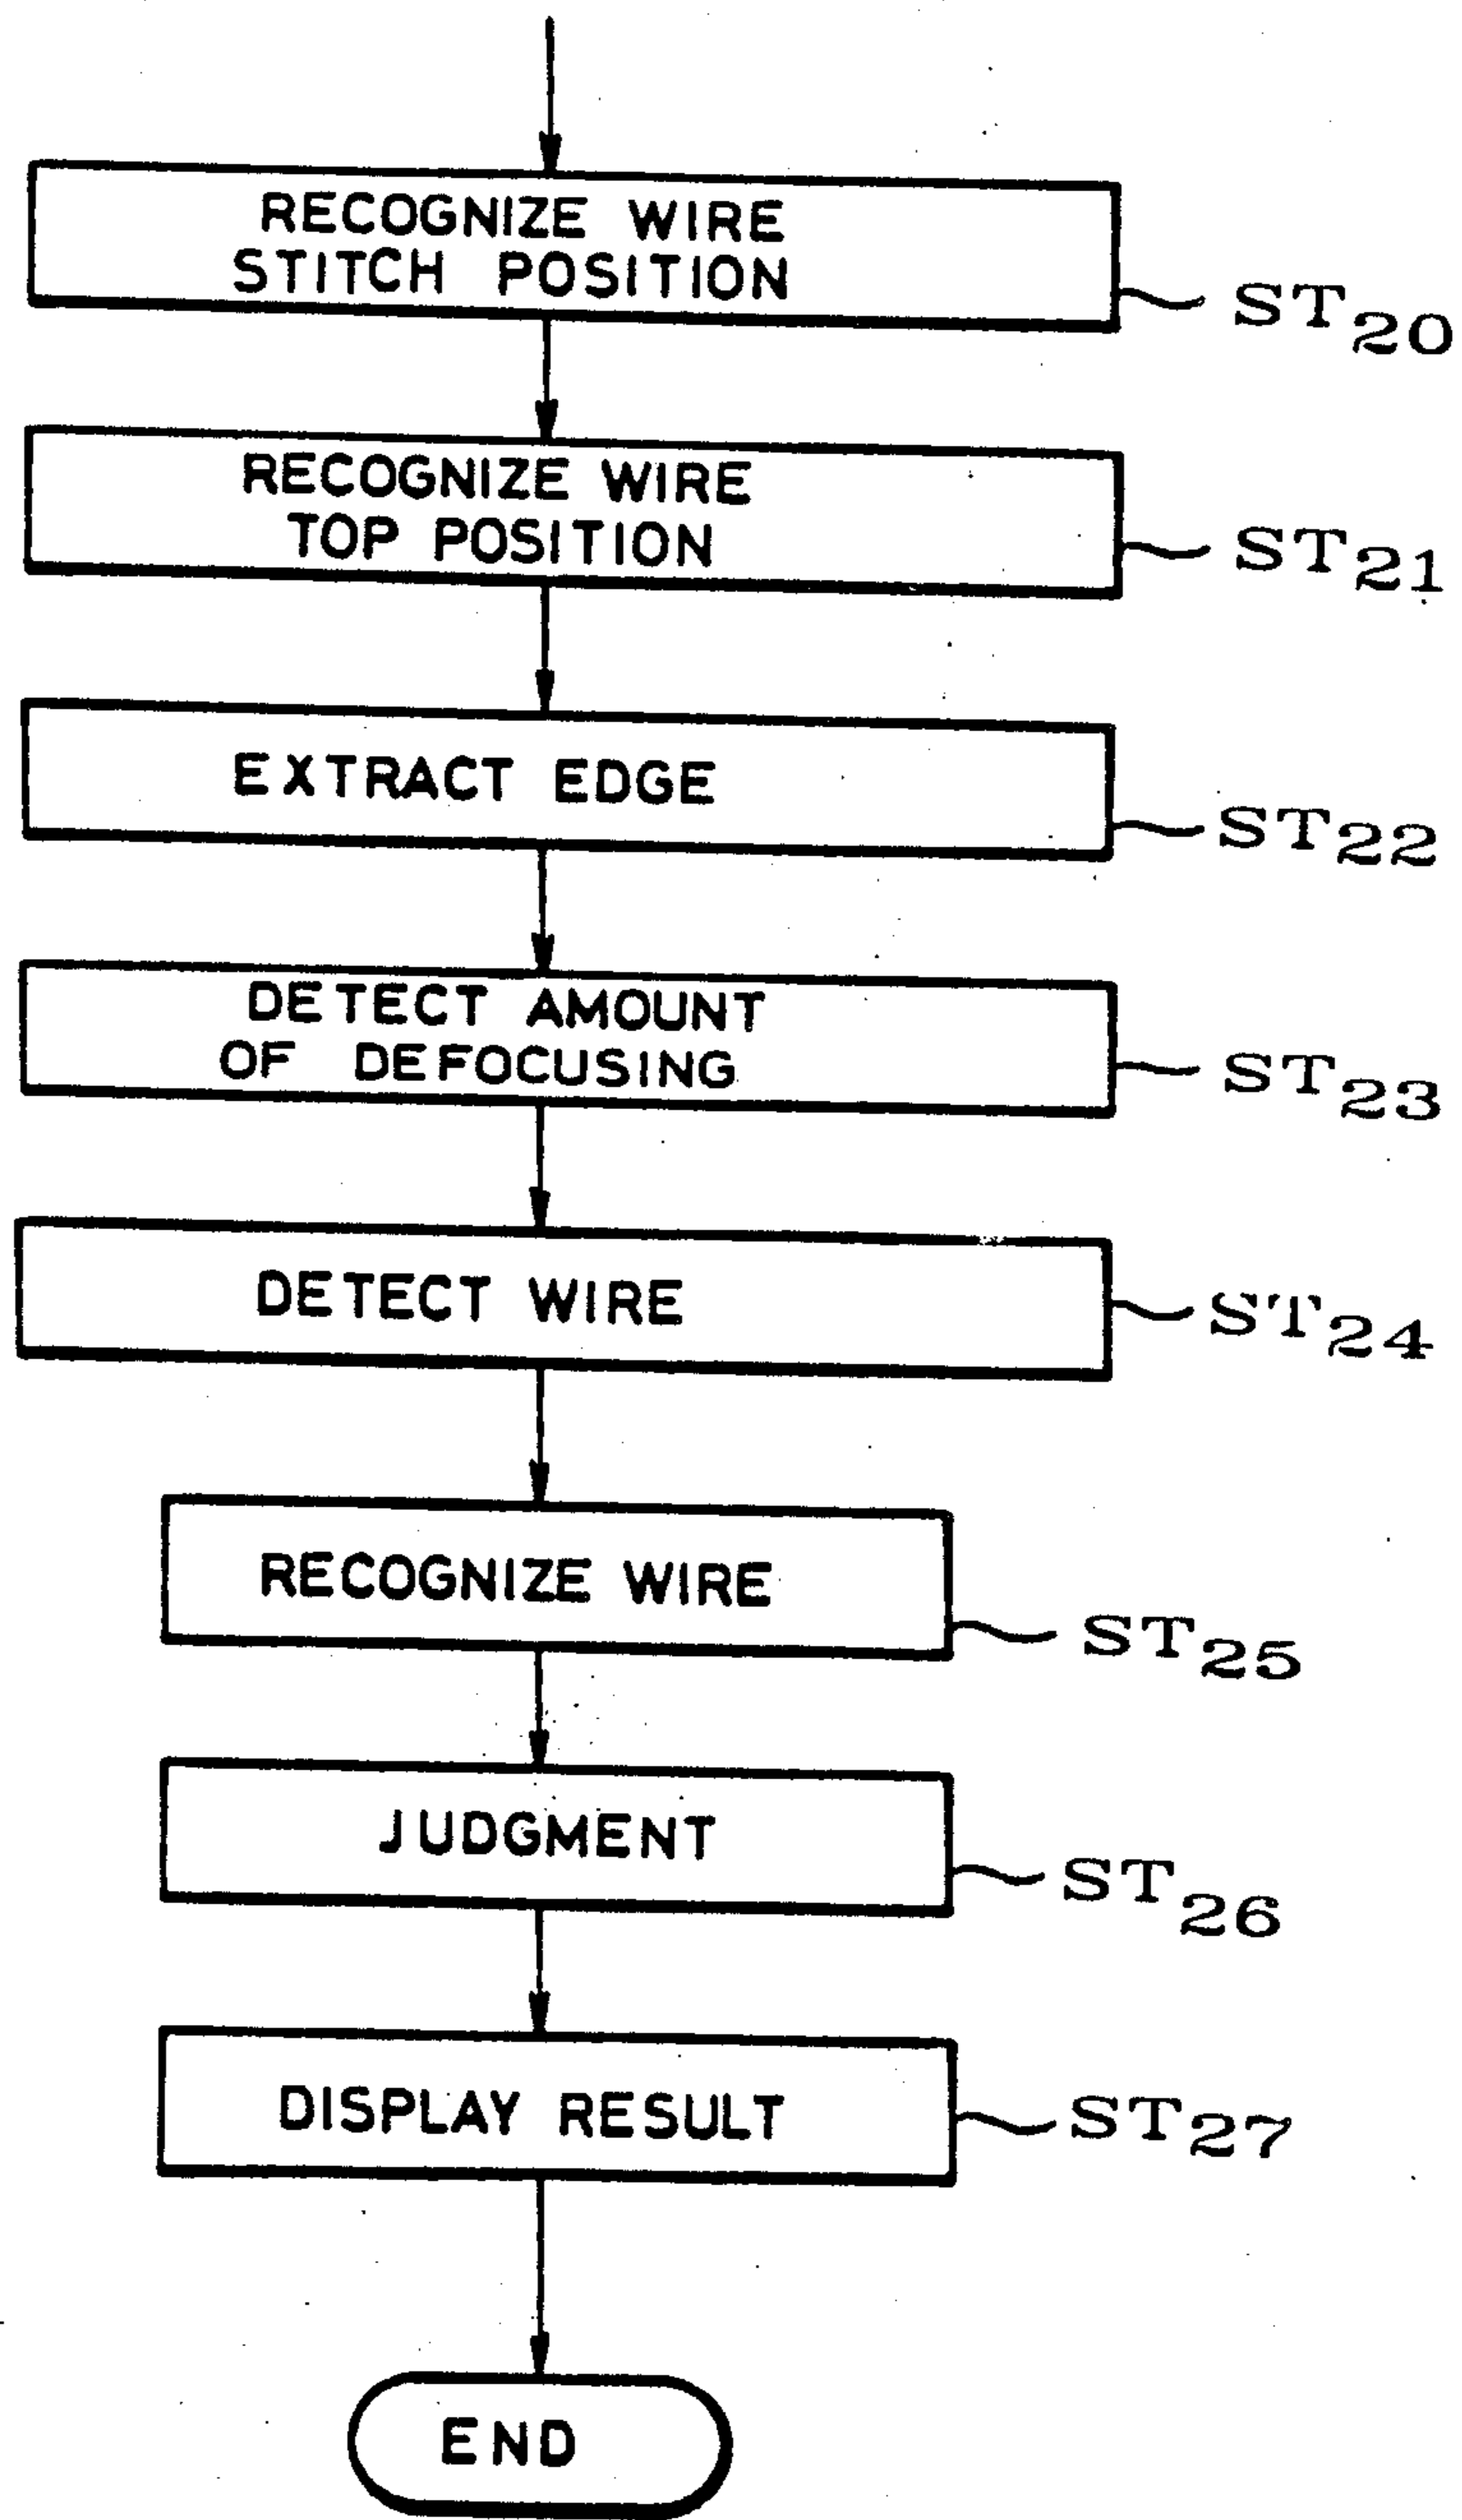 RECOGNIZE WIRE
STITCH POSITION
ST20
RECOGNIZE WIRE
TOP POSITION
ST21
EXTRACT EDGE
ST22
DETECT AMOUNT
OF DEFOCUSING
ST23
DETECT WIRE
ST24
RECOGNIZE WIRE
ST25
JUDGMENT
ST26
DISPLAY RESULT
ST27
END